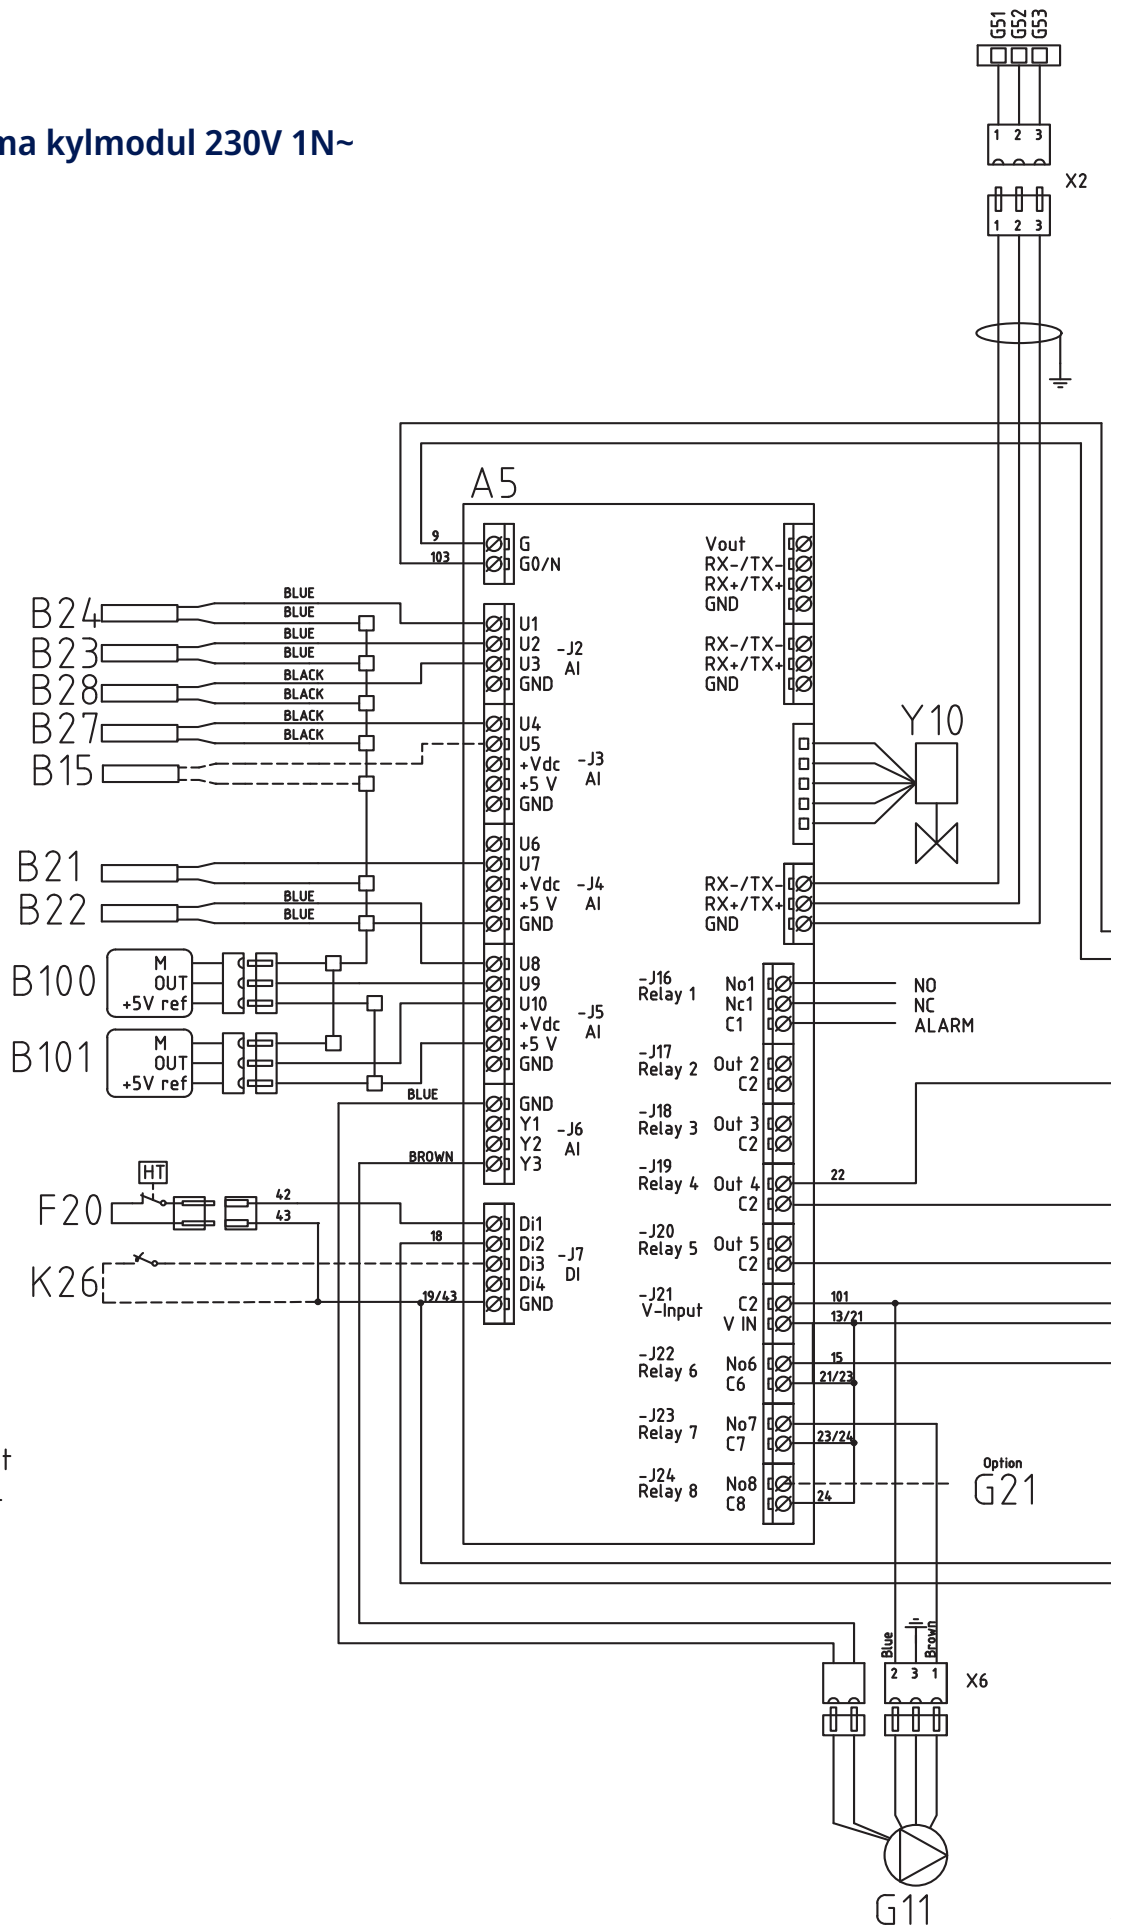 G51 G52 G53
ma kylmodul 230V 1N~
1 2 3
X2
1 2 3
A5
9
G
103
G0/N
Vout
RX-/TX-
RX+/TX+
GND
RX-/TX-
RX+/TX+
GND
B24
BLUE
BLUE
B23
BLUE
BLUE
B28
BLACK
BLACK
B27
BLACK
BLACK
B15
U1
U2
U3
GND
-J2
AI
U4
U5
+Vdc
+5 V
GND
-J3
AI
Y10
B21
B22
BLUE
BLUE
U6
U7
+Vdc
+5 V
GND
-J4
AI
RX-/TX-
RX+/TX+
GND
B100
M
OUT
+5V ref
B101
M
OUT
+5V ref
U8
U9
U10
+Vdc
+5 V
GND
-J5
AI
BLUE
BROWN
GND
Y1
Y2
Y3
-J6
AI
HT
F20
42
43
18
K26
19/43
Di1
Di2
Di3
Di4
GND
-J7
DI
-J16
Relay 1
No1
Nc1
C1
NO
NC
ALARM
-J17
Relay 2
Out 2
C2
-J18
Relay 3
Out 3
C2
-J19
Relay 4
Out 4
C2
22
-J20
Relay 5
Out 5
C2
-J21
V-Input
C2
V IN
101
13/21
-J22
Relay 6
No6
C6
15
21/23
-J23
Relay 7
No7
C7
23/24
-J24
Relay 8
No8
C8
24
Option
G21
t
Blue
Brown
2 3 1
X6
G11